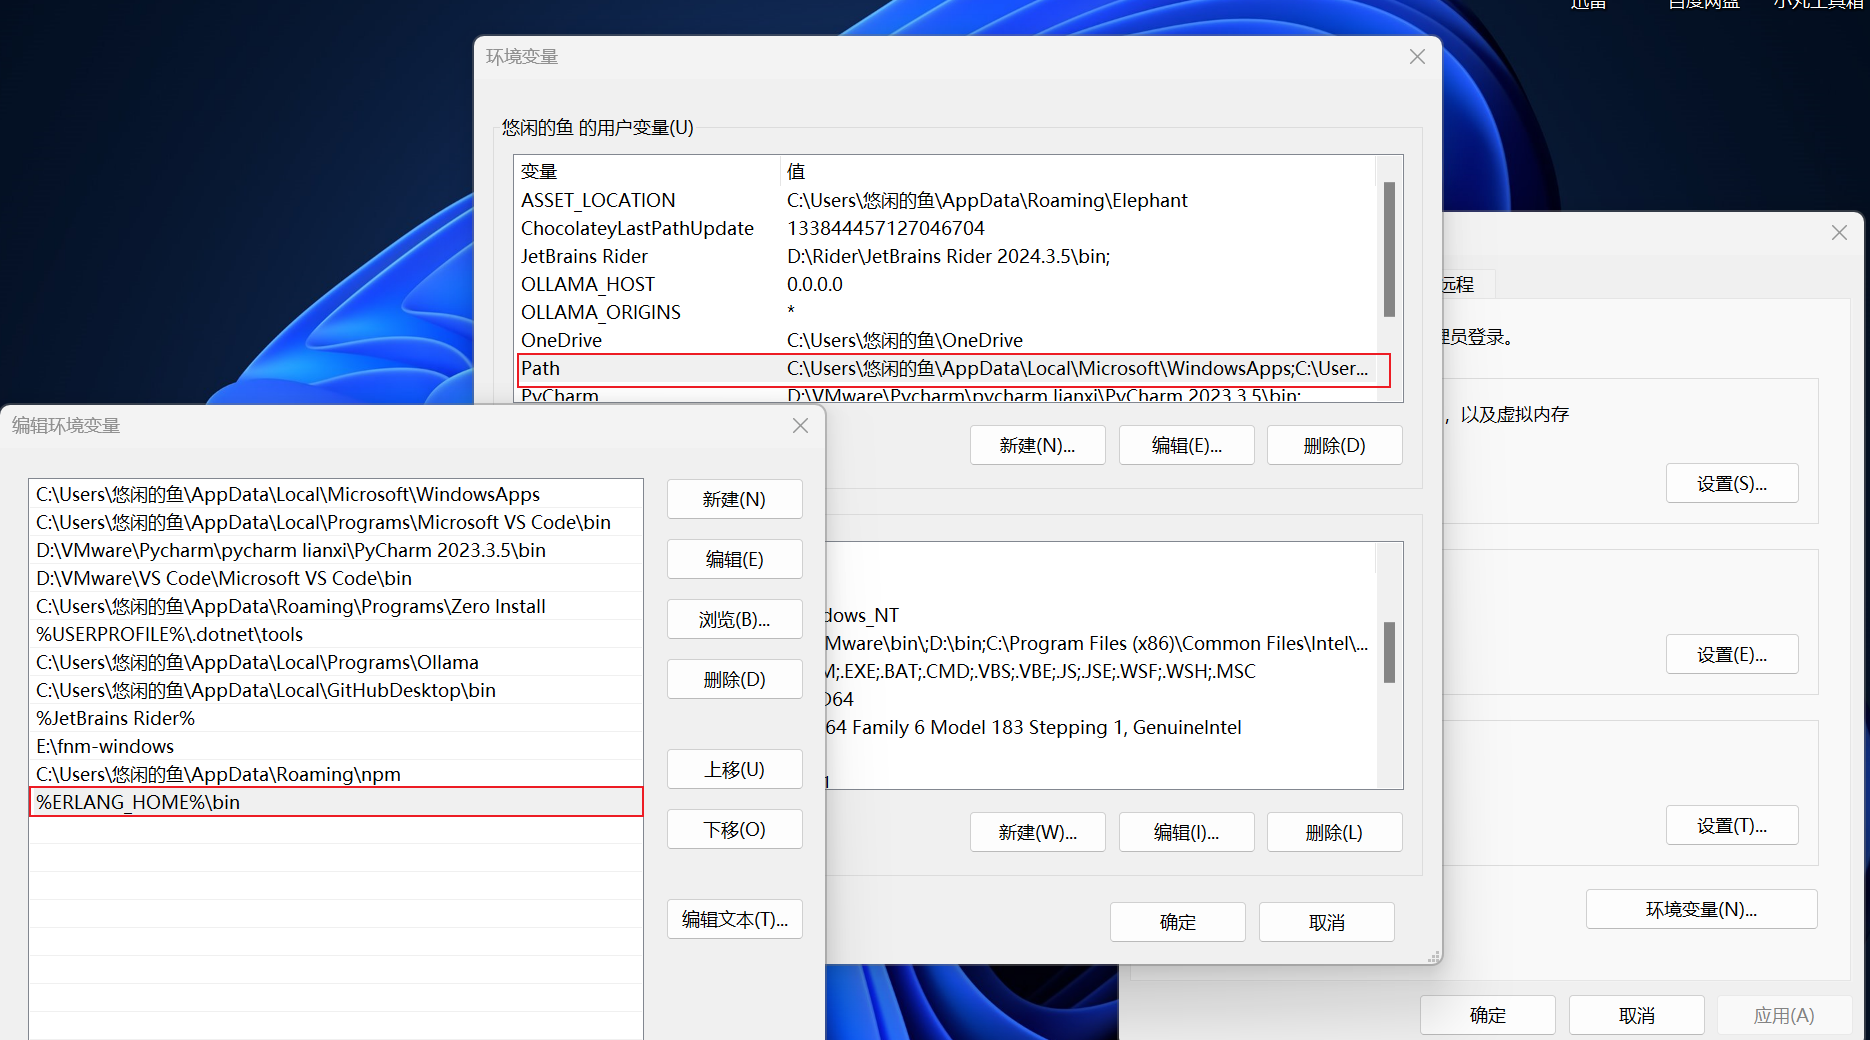 迅雷
百度网盘
小丸工具箱
环境变量
悠闲的鱼 的用户变量(U)
变量 值
ASSET_LOCATION C:\Users\悠闲的鱼\AppData\Roaming\Elephant
ChocolateyLastPathUpdate 133844457127046704
JetBrains Rider D:\Rider\JetBrains Rider 2024.3.5\bin;
OLLAMA_HOST 0.0.0.0
OLLAMA_ORIGINS *
OneDrive C:\Users\悠闲的鱼\OneDrive
Path C:\Users\悠闲的鱼\AppData\Local\Microsoft\WindowsApps;C:\User...
PyCharm D:\VMware\Pycharm\pycharm lianxi\PyCharm 2023.3.5\bin;
新建(N)...
编辑(E)...
删除(D)
dows_NT
Mware\bin\;D:\bin;C:\Program Files (x86)\Common Files\Intel\...
M;.EXE;.BAT;.CMD;.VBS;.VBE;.JS;.JSE;.WSF;.WSH;.MSC
D64
64 Family 6 Model 183 Stepping 1, GenuineIntel
1
新建(W)...
编辑(I)...
删除(L)
确定
取消
编辑环境变量
C:\Users\悠闲的鱼\AppData\Local\Microsoft\WindowsApps
C:\Users\悠闲的鱼\AppData\Local\Programs\Microsoft VS Code\bin
D:\VMware\Pycharm\pycharm lianxi\PyCharm 2023.3.5\bin
D:\VMware\VS Code\Microsoft VS Code\bin
C:\Users\悠闲的鱼\AppData\Roaming\Programs\Zero Install
%USERPROFILE%\.dotnet\tools
C:\Users\悠闲的鱼\AppData\Local\Programs\Ollama
C:\Users\悠闲的鱼\AppData\Local\GitHubDesktop\bin
%JetBrains Rider%
E:\fnm-windows
C:\Users\悠闲的鱼\AppData\Roaming\npm
%ERLANG_HOME%\bin
新建(N)
编辑(E)
浏览(B)...
删除(D)
上移(U)
下移(O)
编辑文本(T)...
远程
理员登录。
，以及虚拟内存
设置(S)...
设置(E)...
设置(T)...
环境变量(N)...
确定
取消
应用(A)